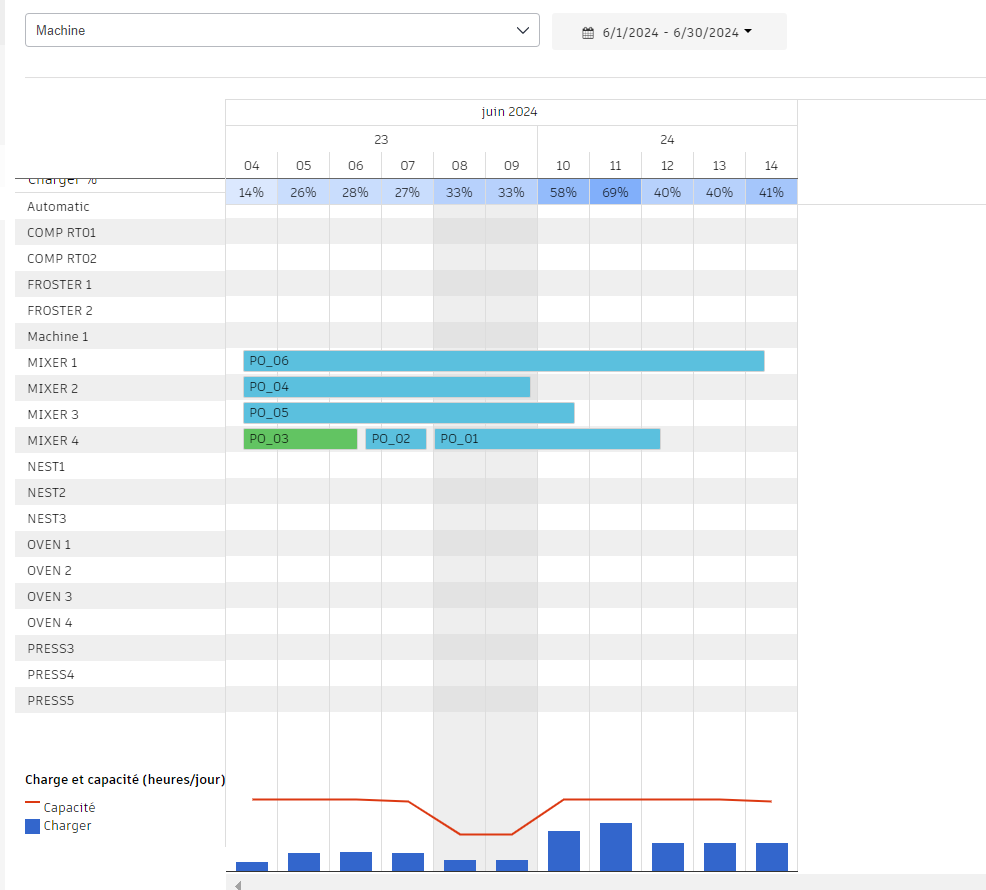 Machine
6/1/2024 - 6/30/2024
juin 2024
23 24
04 05 06 07 08 09 10 11 12 13 14
Charger %
14% 26% 28% 27% 33% 33% 58% 69% 40% 40% 41%
Automatic
COMP RT01
COMP RT02
FROSTER 1
FROSTER 2
Machine 1
MIXER 1 PO_06
MIXER 2 PO_04
MIXER 3 PO_05
MIXER 4 PO_03 PO_02 PO_01
NEST1
NEST2
NEST3
OVEN 1
OVEN 2
OVEN 3
OVEN 4
PRESS3
PRESS4
PRESS5
Charge et capacité (heures/jour)
Capacité
Charger